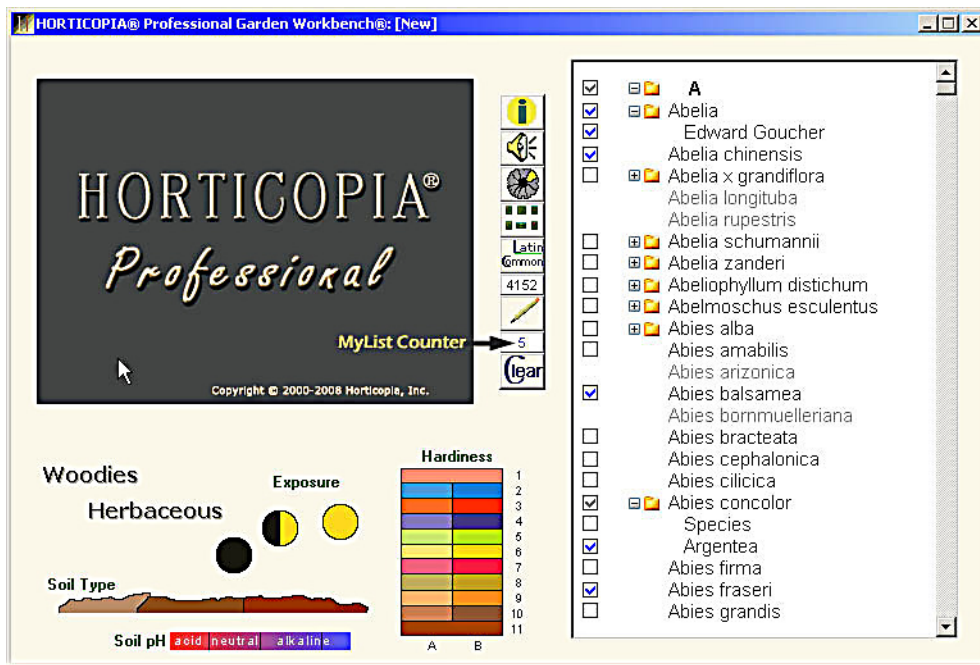 HORTICOPIA® Professional Garden Workbench®: [New]
HORTICOPIA®
Professional
MyList Counter
Copyright © 2000-2008 Horticopia, Inc.
i
Latin
Common
4152
5
Clear
A
Abelia
Edward Goucher
Abelia chinensis
Abelia x grandiflora
Abelia longituba
Abelia rupestris
Abelia schumannii
Abelia zanderi
Abeliophyllum distichum
Abelmoschus esculentus
Abies alba
Abies amabilis
Abies arizonica
Abies balsamea
Abies bornmuelleriana
Abies bracteata
Abies cephalonica
Abies cilicica
Abies concolor
Species
Argentea
Abies firma
Abies fraseri
Abies grandis
Woodies
Herbaceous
Exposure
Soil Type
Soil pH acid neutral alkaline
Hardiness
1
2
3
4
5
6
7
8
9
10
11
A B